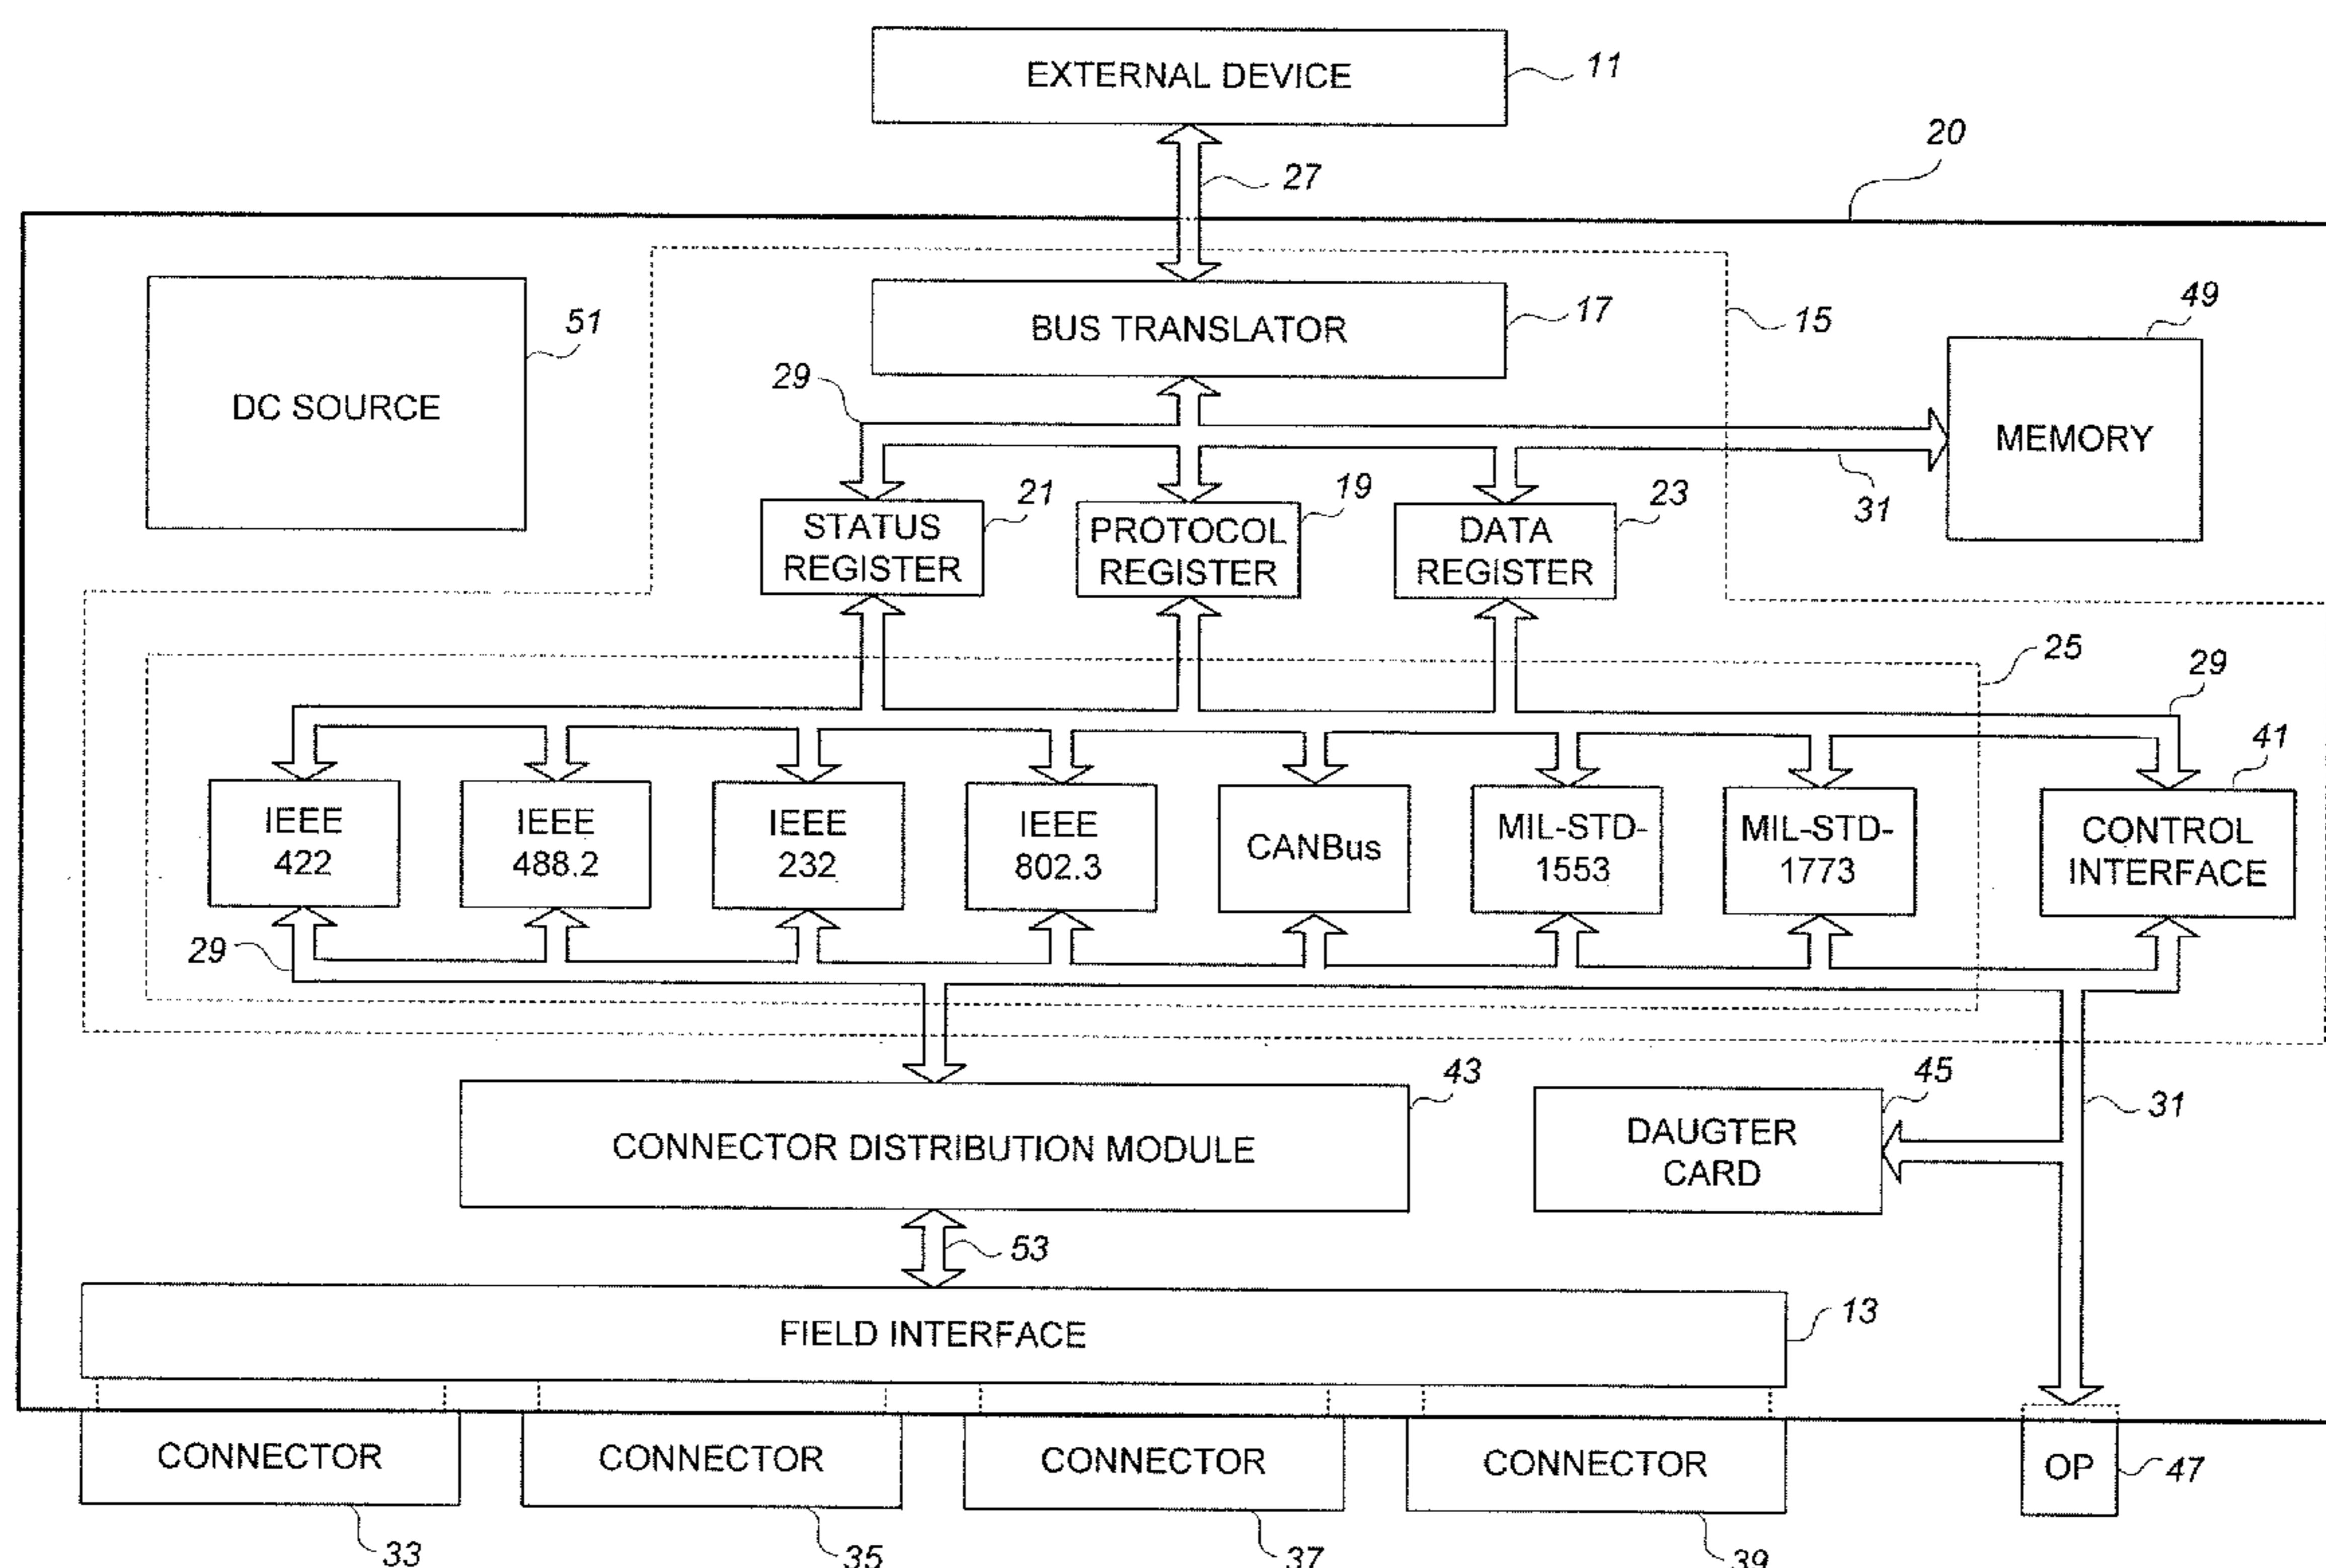 EXTERNAL DEVICE
11
20
27
DC SOURCE
51
BUS TRANSLATOR
17
15
49
MEMORY
29
31
STATUS
REGISTER
21
PROTOCOL
REGISTER
19
DATA
REGISTER
23
25
29
41
IEEE
422
IEEE
488.2
IEEE
232
IEEE
802.3
CANBus
MIL-STD-
1553
MIL-STD-
1773
CONTROL
INTERFACE
29
43
CONNECTOR DISTRIBUTION MODULE
45
DAUGTER
CARD
31
53
FIELD INTERFACE
13
CONNECTOR
CONNECTOR
CONNECTOR
CONNECTOR
OP
47
33
35
37
39